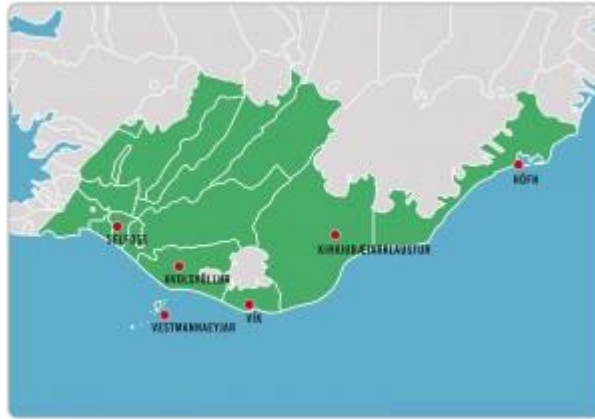 HÖFN
SELFOSS
KIRKJUBÆJARKLAUSTUR
HVOLSVÖLLUR
VÍK
VESTMANNAEYJAR